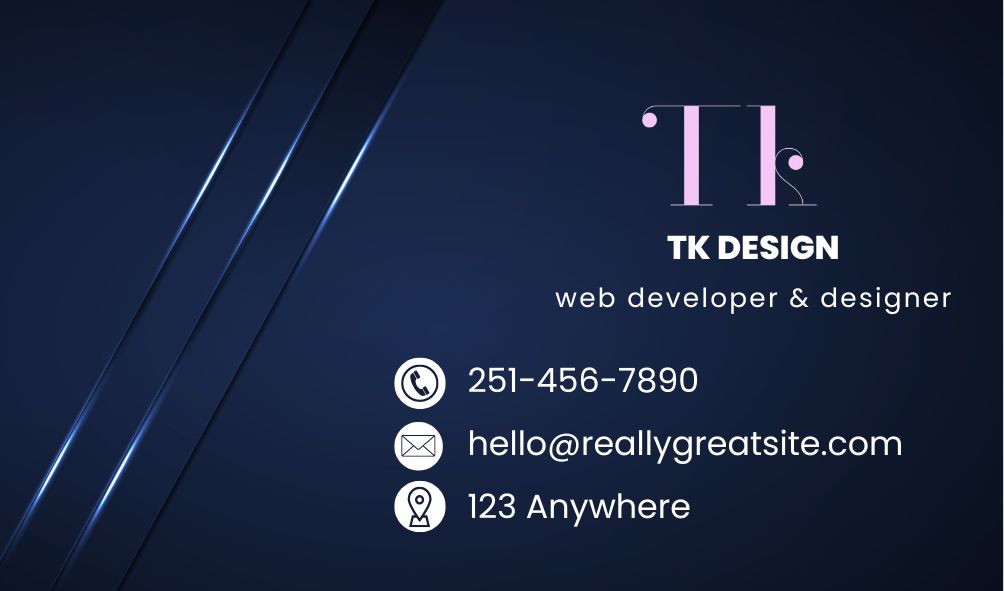 Tk
TK DESIGN
web developer & designer
251-456-7890
hello@reallygreatsite.com
123 Anywhere